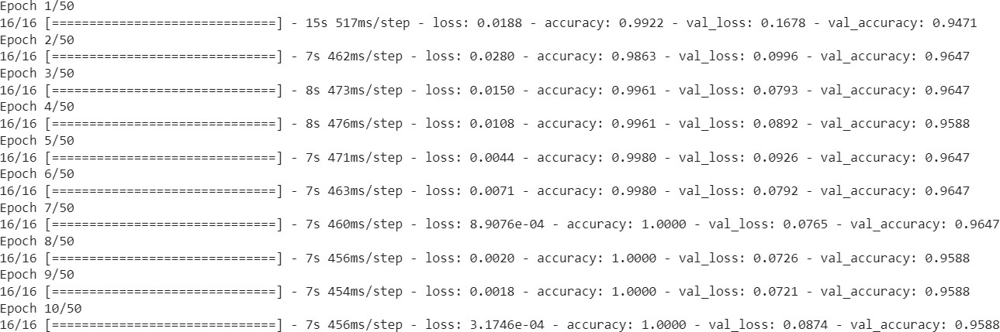 Epoch 1/50
16/16 [==============================] - 15s 517ms/step - loss: 0.0188 - accuracy: 0.9922 - val_loss: 0.1678 - val_accuracy: 0.9471
Epoch 2/50
16/16 [==============================] - 7s 462ms/step - loss: 0.0280 - accuracy: 0.9863 - val_loss: 0.0996 - val_accuracy: 0.9647
Epoch 3/50
16/16 [==============================] - 8s 473ms/step - loss: 0.0150 - accuracy: 0.9961 - val_loss: 0.0793 - val_accuracy: 0.9647
Epoch 4/50
16/16 [==============================] - 8s 476ms/step - loss: 0.0108 - accuracy: 0.9961 - val_loss: 0.0892 - val_accuracy: 0.9588
Epoch 5/50
16/16 [==============================] - 7s 471ms/step - loss: 0.0044 - accuracy: 0.9980 - val_loss: 0.0926 - val_accuracy: 0.9647
Epoch 6/50
16/16 [==============================] - 7s 463ms/step - loss: 0.0071 - accuracy: 0.9980 - val_loss: 0.0792 - val_accuracy: 0.9647
Epoch 7/50
16/16 [==============================] - 7s 460ms/step - loss: 8.9076e-04 - accuracy: 1.0000 - val_loss: 0.0765 - val_accuracy: 0.9647
Epoch 8/50
16/16 [==============================] - 7s 456ms/step - loss: 0.0020 - accuracy: 1.0000 - val_loss: 0.0726 - val_accuracy: 0.9588
Epoch 9/50
16/16 [==============================] - 7s 454ms/step - loss: 0.0018 - accuracy: 1.0000 - val_loss: 0.0721 - val_accuracy: 0.9588
Epoch 10/50
16/16 [==============================] - 7s 456ms/step - loss: 3.1746e-04 - accuracy: 1.0000 - val_loss: 0.0874 - val_accuracy: 0.9588